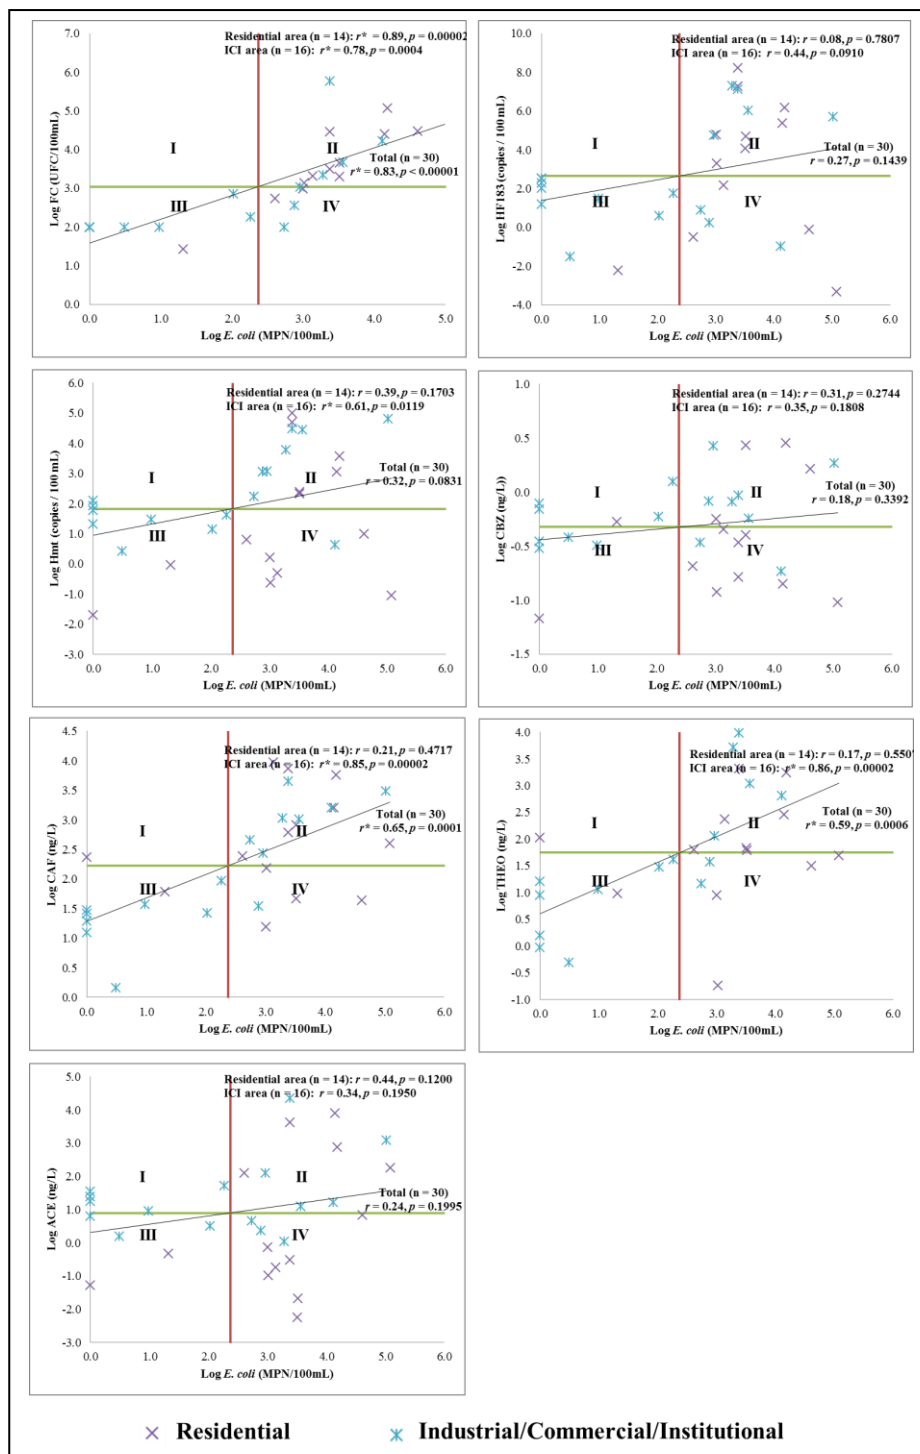 Residential area (n = 14): r* = 0.89, p = 0.00002
ICI area (n = 16): r* = 0.78, p = 0.0004
7.0
6.0
5.0
4.0
3.0
2.0
1.0
0.0
Log FC (UFC/100mL)
I
II
III
IV
Total (n = 30)
r* = 0.83, p < 0.00001
0.0 1.0 2.0 3.0 4.0 5.0
Log E. coli (MPN/100mL)
Residential area (n = 14): r = 0.08, p = 0.7807
ICI area (n = 16): r = 0.44, p = 0.0910
10.0
8.0
6.0
4.0
2.0
0.0
-2.0
-4.0
Log HF183 (copies / 100 mL)
I
II
III
IV
Total (n = 30)
r = 0.27, p = 0.1439
0.0 1.0 2.0 3.0 4.0 5.0 6.0
Log E. coli (MPN/100mL)
Residential area (n = 14): r = 0.39, p = 0.1703
ICI area (n = 16): r* = 0.61, p = 0.0119
6.0
5.0
4.0
3.0
2.0
1.0
0.0
-1.0
-2.0
-3.0
Log Hmt (copies / 100 mL)
I
II
III
IV
Total (n = 30)
r = 0.32, p = 0.0831
0.0 1.0 2.0 3.0 4.0 5.0 6.0
Log E. coli (MPN/100mL)
Residential area (n = 14): r = 0.31, p = 0.2744
ICI area (n = 16): r = 0.35, p = 0.1808
1.0
0.5
0.0
-0.5
-1.0
-1.5
Log CBZ (ng/L))
I
II
III
IV
Total (n = 30)
r = 0.18, p = 0.3392
0.0 1.0 2.0 3.0 4.0 5.0 6.0
Log E. coli (MPN/100mL)
Residential area (n = 14): r = 0.21, p = 0.4717
ICI area (n = 16): r* = 0.85, p = 0.00002
4.5
4.0
3.5
3.0
2.5
2.0
1.5
1.0
0.5
0.0
Log CAF (ng/L)
I
II
III
IV
Total (n = 30)
r* = 0.65, p = 0.0001
0.0 1.0 2.0 3.0 4.0 5.0 6.0
Log E. coli (MPN/100mL)
Residential area (n = 14): r = 0.17, p = 0.5507
ICI area (n = 16): r* = 0.86, p = 0.00002
4.0
3.5
3.0
2.5
2.0
1.5
1.0
0.5
0.0
-0.5
-1.0
Log THEO (ng/L)
I
II
III
IV
Total (n = 30)
r* = 0.59, p = 0.0006
0.0 1.0 2.0 3.0 4.0 5.0 6.0
Log E. coli (MPN/100mL)
Residential area (n = 14): r = 0.44, p = 0.1200
ICI area (n = 16): r = 0.34, p = 0.1950
5.0
4.0
3.0
2.0
1.0
0.0
-1.0
-2.0
-3.0
Log ACE (ng/L)
I
II
III
IV
Total (n = 30)
r = 0.24, p = 0.1995
0.0 1.0 2.0 3.0 4.0 5.0 6.0
Log E. coli (MPN/100mL)
Residential
Industrial/Commercial/Institutional